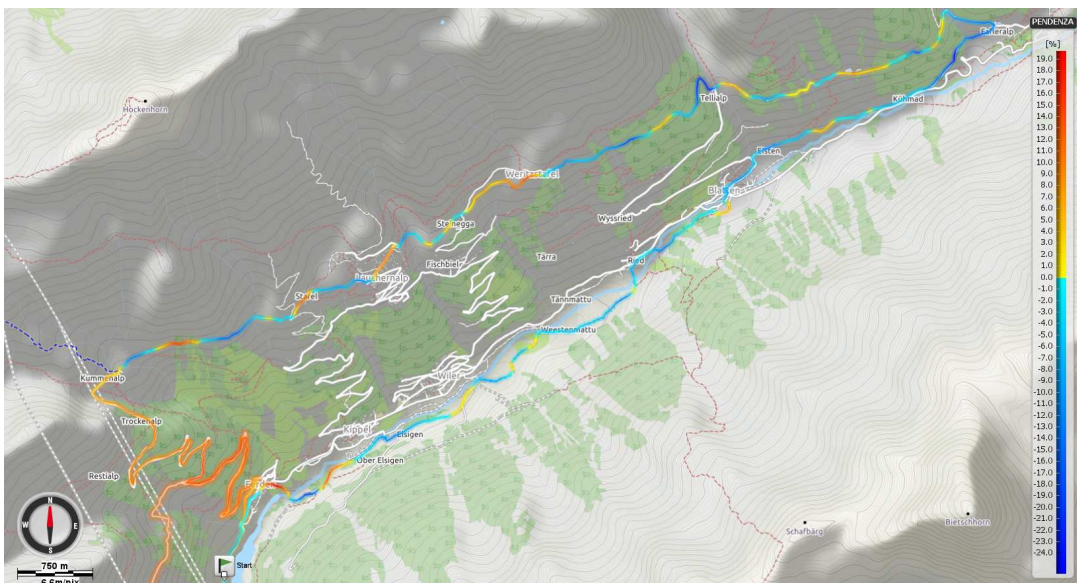 PENDENZA
[%]
Fafleralp
19.0
18.0
17.0
16.0
15.0
14.0
13.0
12.0
11.0
10.0
9.0
8.0
7.0
6.0
5.0
4.0
3.0
2.0
1.0
0.0
-1.0
-2.0
-3.0
-4.0
-5.0
-6.0
-7.0
-8.0
-9.0
-10.0
-11.0
-12.0
-13.0
-14.0
-15.0
-16.0
-17.0
-18.0
-19.0
-20.0
-21.0
-22.0
-23.0
-24.0
Hockenhorn
Tellialp
Kühmad
Eisten
Weritzstafel
Blatten
Wyssried
Steinegga
Tärra
Ried
Fischbiel
Lauchernalp
Stafel
Tännmattu
Weestenmattu
Kummenalp
Wiler
Trockenalp
Kippel
Elsigen
Ober Elsigen
Restialp
Ferden
Schafbärg
Bietschhorn
N
W E
S
Start
750 m
6.6m/pix